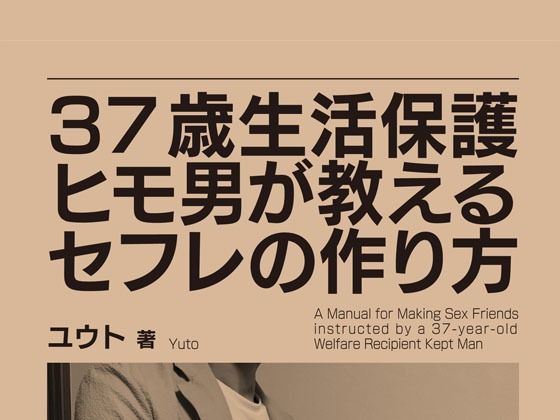 37歳生活保護
ヒモ男が教える
セフレの作り方
A Manual for Making Sex Friends
instructed by a 37-year-old
Welfare Recipient Kept Man
ユウト 著 Yuto